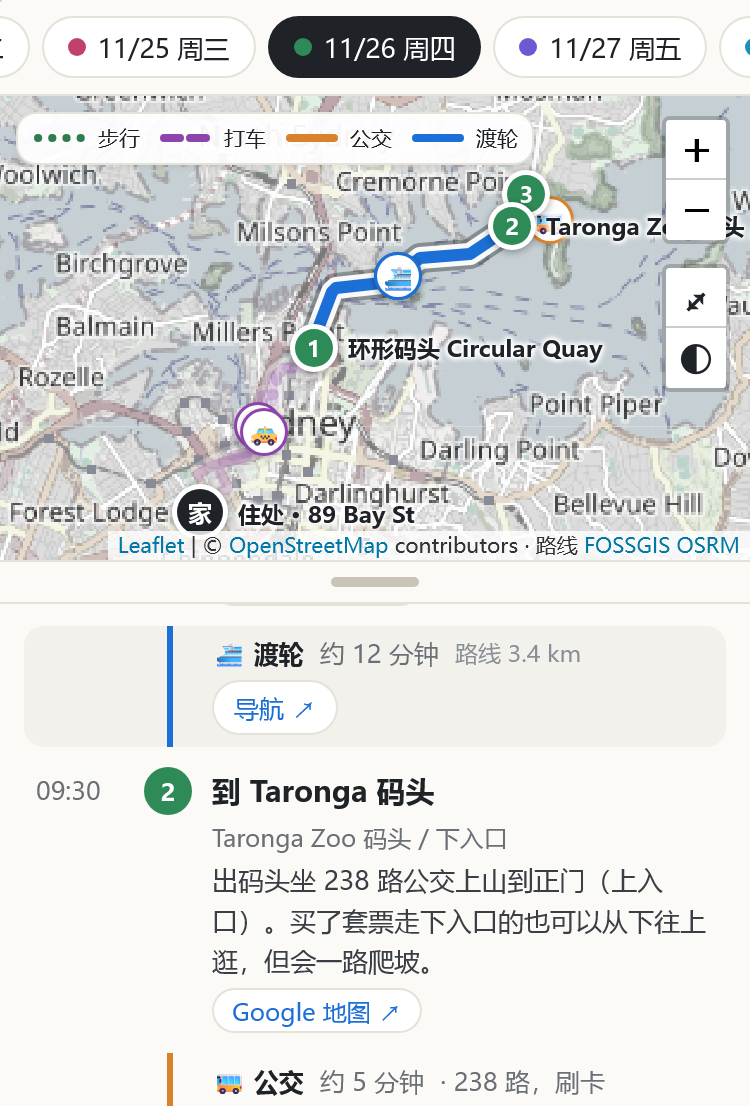 11/25 周三
11/26 周四
11/27 周五
步行
打车
公交
渡轮
Cremorne Poi
Milsons Point
Birchgrove
Balmain
Millers P
Rozelle
3
2
Taronga Z
头
1
环形码头 Circular Quay
Point Piper
Darling Point
Darlinghurst
Forest Lodge
家
住处 · 89 Bay St
Bellevue Hill
Leaflet | © OpenStreetMap contributors · 路线 FOSSGIS OSRM
渡轮 约 12 分钟 路线 3.4 km
导航 ↗
09:30
2
到 Taronga 码头
Taronga Zoo 码头 / 下入口
出码头坐 238 路公交上山到正门（上入
口）。买了套票走下入口的也可以从下往上
逛，但会一路爬坡。
Google 地图 ↗
公交 约 5 分钟 · 238 路，刷卡